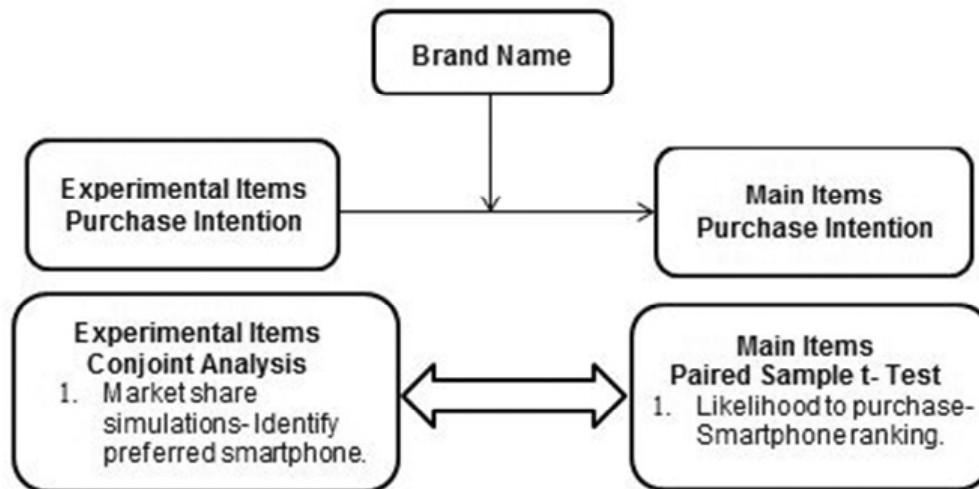 Brand Name
Experimental Items
Purchase Intention
Main Items
Purchase Intention
Experimental Items
Conjoint Analysis
1. Market share
simulations- Identify
preferred smartphone.
Main Items
Paired Sample t- Test
1. Likelihood to purchase-
Smartphone ranking.